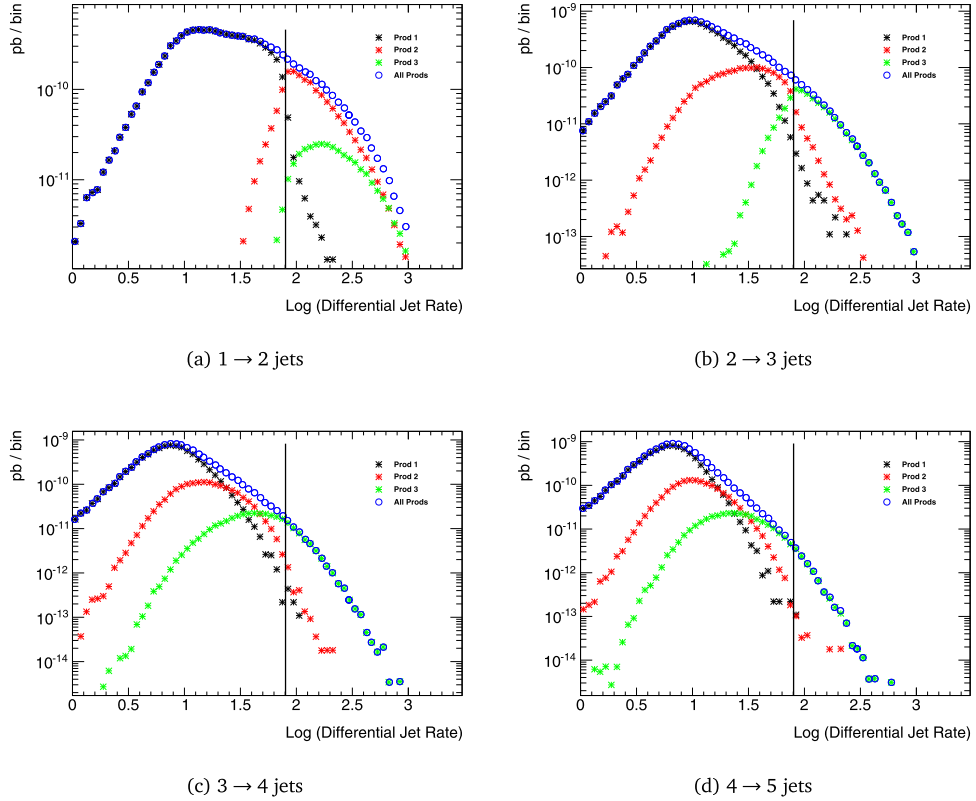 pb / bin
10⁻¹⁰
10⁻¹¹
Prod 1
Prod 2
Prod 3
All Prods
0 0.5 1 1.5 2 2.5 3
Log (Differential Jet Rate)
(a) 1 → 2 jets
pb / bin
10⁻⁹
10⁻¹⁰
10⁻¹¹
10⁻¹²
10⁻¹³
Prod 1
Prod 2
Prod 3
All Prods
0 0.5 1 1.5 2 2.5 3
Log (Differential Jet Rate)
(b) 2 → 3 jets
pb / bin
10⁻⁹
10⁻¹⁰
10⁻¹¹
10⁻¹²
10⁻¹³
10⁻¹⁴
Prod 1
Prod 2
Prod 3
All Prods
0 0.5 1 1.5 2 2.5 3
Log (Differential Jet Rate)
(c) 3 → 4 jets
pb / bin
10⁻⁹
10⁻¹⁰
10⁻¹¹
10⁻¹²
10⁻¹³
10⁻¹⁴
Prod 1
Prod 2
Prod 3
All Prods
0 0.5 1 1.5 2 2.5 3
Log (Differential Jet Rate)
(d) 4 → 5 jets